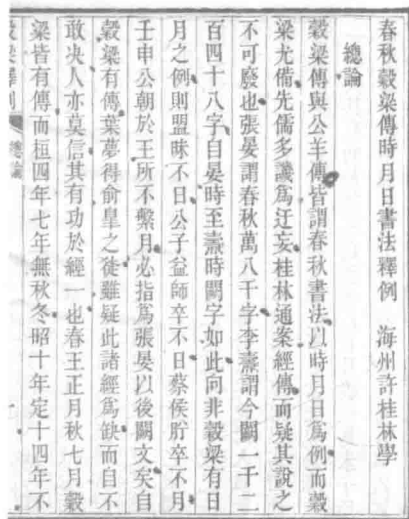 春秋穀梁傳時月日書法釋例　海州許桂林學
總論
穀梁傳與公羊傳皆謂春秋書法以時月日爲例而穀
梁尤備先儒多譏爲迂妄桂林通案經傳而疑其說之
不可廢也張晏謂春秋萬八千字李燾謂今闕一千二
百四十八字自晏時至燾時闕字如此向非穀梁有日
月之例則盟昧不日公子益師卒不日蔡侯肸卒不月
壬申公朝於王所不繫月必指爲張晏以後闕文矣自
穀梁有傳葉夢得俞皐之徒雖疑此諸經爲缺而自不
敢决人亦莫信其有功於經一也春王正月秋七月穀
梁皆有傳而桓四年七年無秋冬昭十年定十四年不
總論